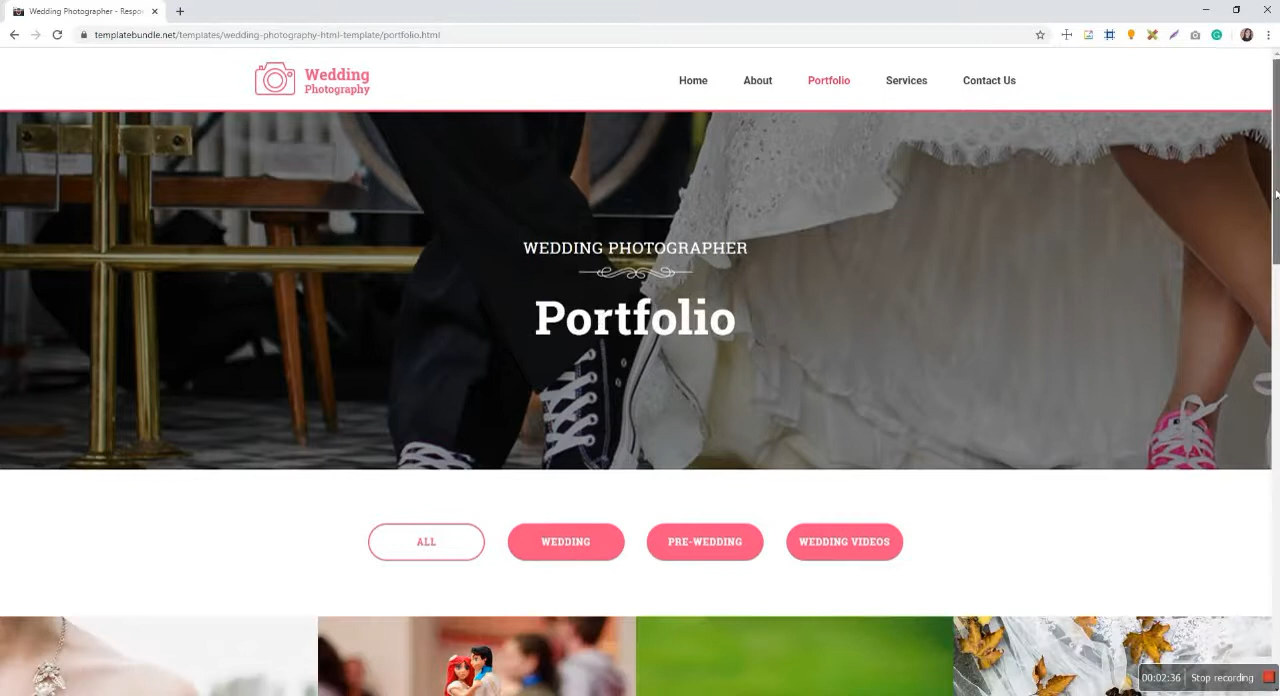 Wedding Photographer - Respo
templatebundle.net/templates/wedding-photography-html-template/portfolio.html
Wedding
Photography
Home
About
Portfolio
Services
Contact Us
WEDDING PHOTOGRAPHER
Portfolio
ALL
WEDDING
PRE-WEDDING
WEDDING VIDEOS
00:02:36
Stop recording